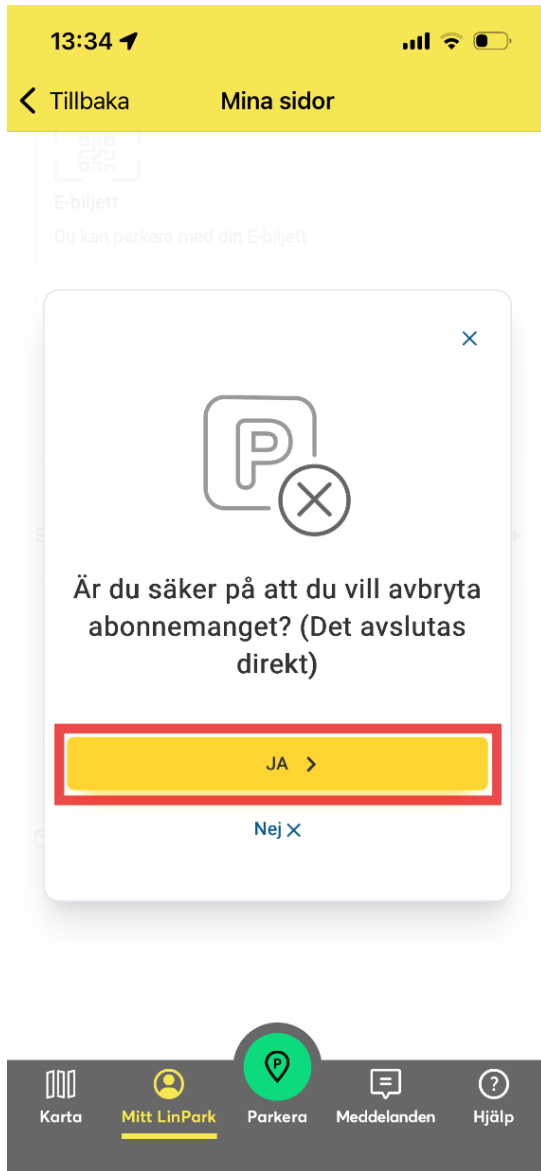 13:34
Tillbaka
Mina sidor
E-biljett
Du kan parkera med din E-biljett
P
Är du säker på att du vill avbryta
abonnemanget? (Det avslutas
direkt)
JA
Nej
P
Karta
Mitt LinPark
Parkera
Meddelanden
Hjälp